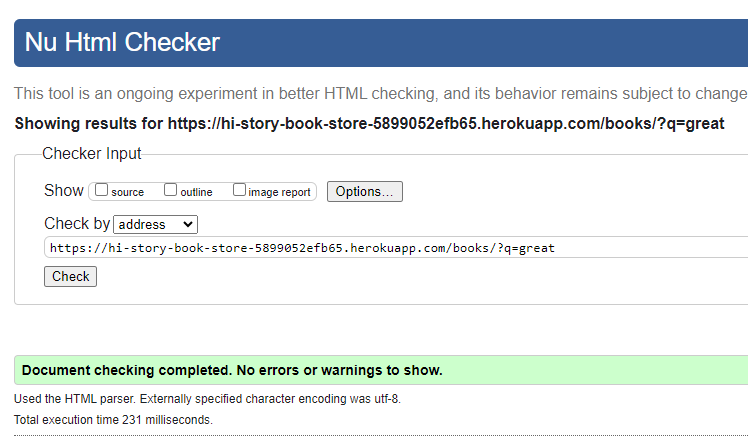 Nu Html Checker
This tool is an ongoing experiment in better HTML checking, and its behavior remains subject to change
Showing results for https://hi-story-book-store-5899052efb65.herokuapp.com/books/?q=great
Checker Input
Show source outline image report Options...
Check by address
https://hi-story-book-store-5899052efb65.herokuapp.com/books/?q=great
Check
Document checking completed. No errors or warnings to show.
Used the HTML parser. Externally specified character encoding was utf-8.
Total execution time 231 milliseconds.